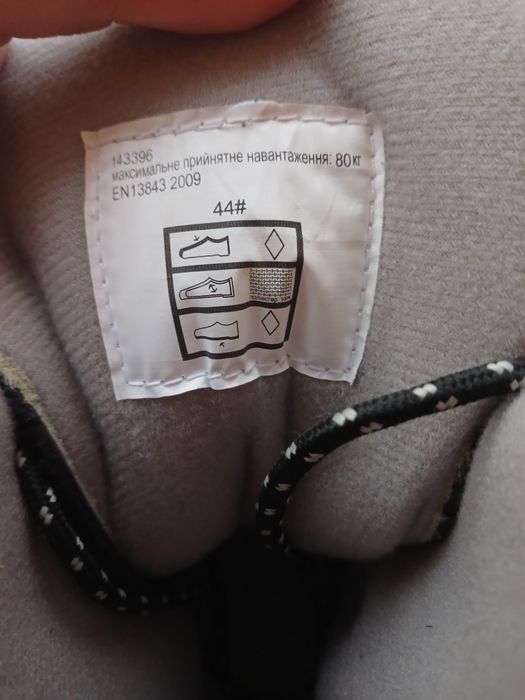 143396
максимальне прийнятне навантаження: 80кг
EN13843 2009
44#